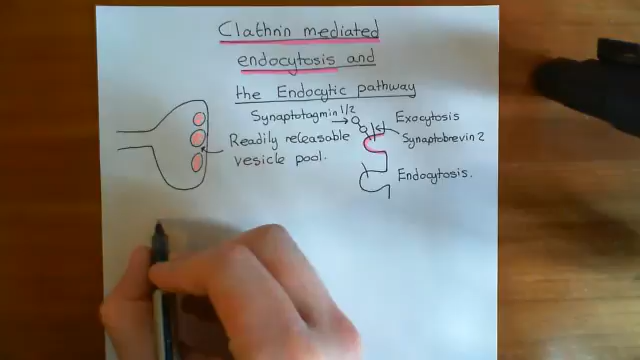 Clathrin mediated
endocytosis and
the Endocytic pathway
Synaptotagmin 1/2
Exocytosis
Synaptobrevin 2
Readily releasable
vesicle pool.
Endocytosis.